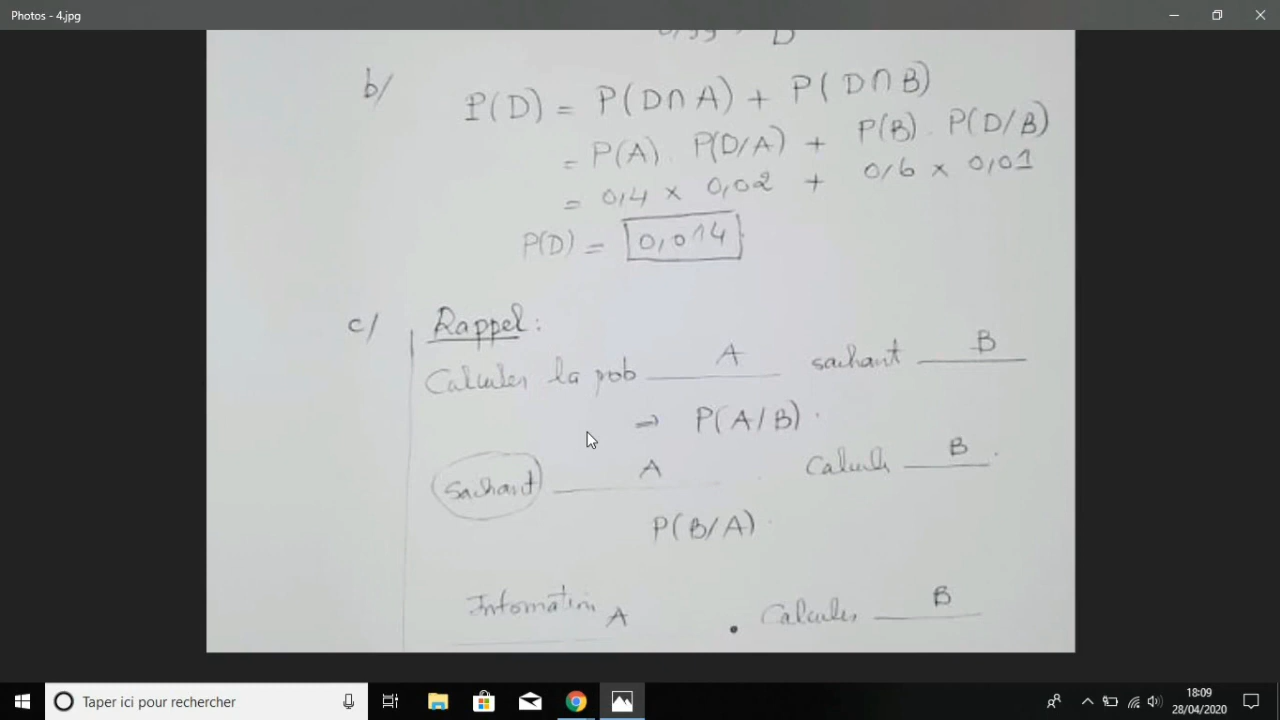 Photos - 4.jpg
b/
P(D) = P(D∩A) + P(D∩B)
= P(A) . P(D/A) + P(B) . P(D/B)
= 0,4 x 0,02 + 0,6 x 0,01
P(D) = 0,014
c/ Rappel :
Calculer la prob A sachant B
⇒ P(A/B) .
Sachant A Calculer B .
P(B/A) .
Information A . Calculer B
Taper ici pour rechercher
18:09
28/04/2020